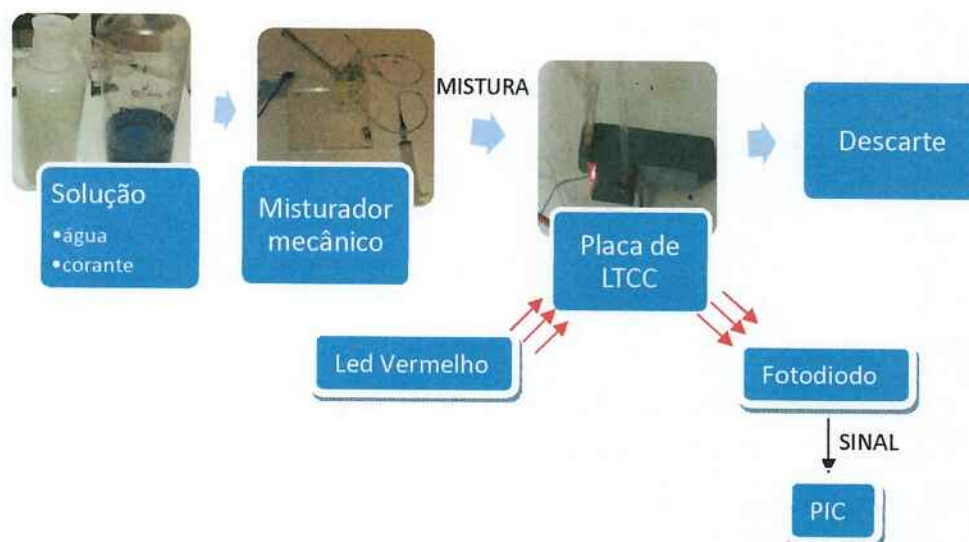 MISTURA
Descarte
Solução
•água
•corante
Misturador
mecânico
Placa de
LTCC
Led Vermelho
Fotodiodo
SINAL
PIC